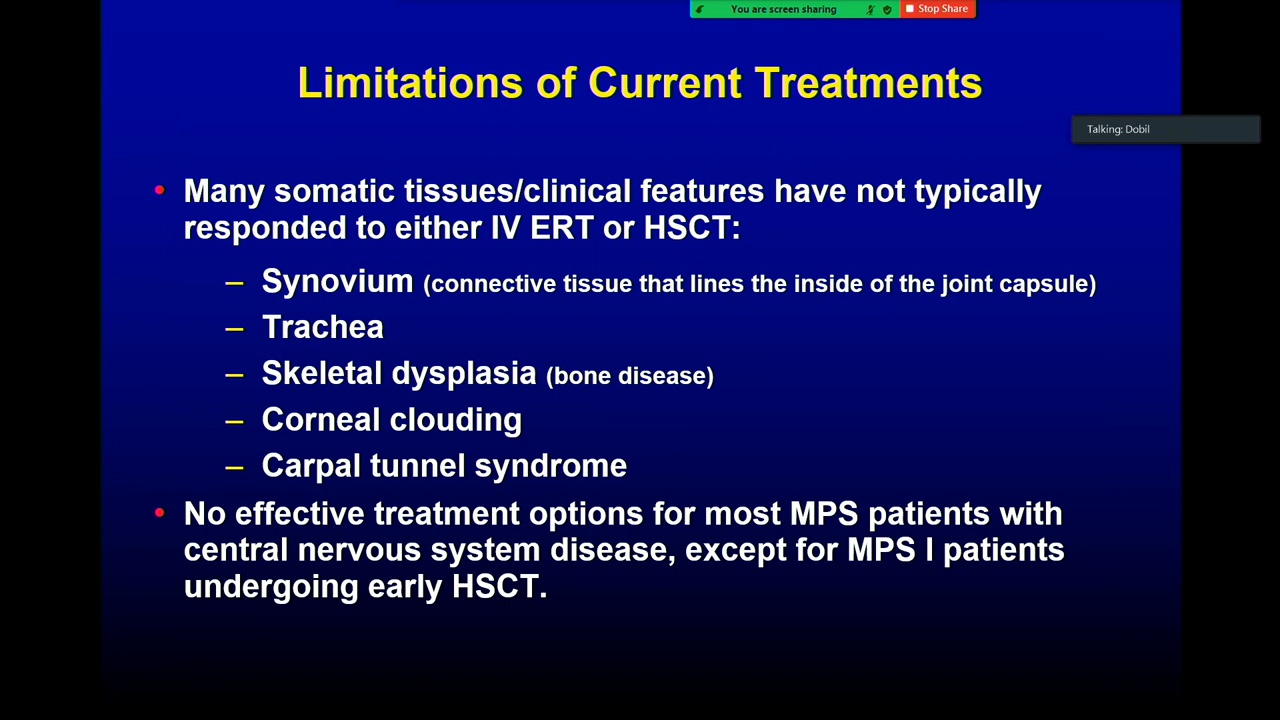 You are screen sharing
Stop Share
Limitations of Current Treatments
Talking: Dobil
• Many somatic tissues/clinical features have not typically
responded to either IV ERT or HSCT:
– Synovium (connective tissue that lines the inside of the joint capsule)
– Trachea
– Skeletal dysplasia (bone disease)
– Corneal clouding
– Carpal tunnel syndrome
• No effective treatment options for most MPS patients with
central nervous system disease, except for MPS I patients
undergoing early HSCT.